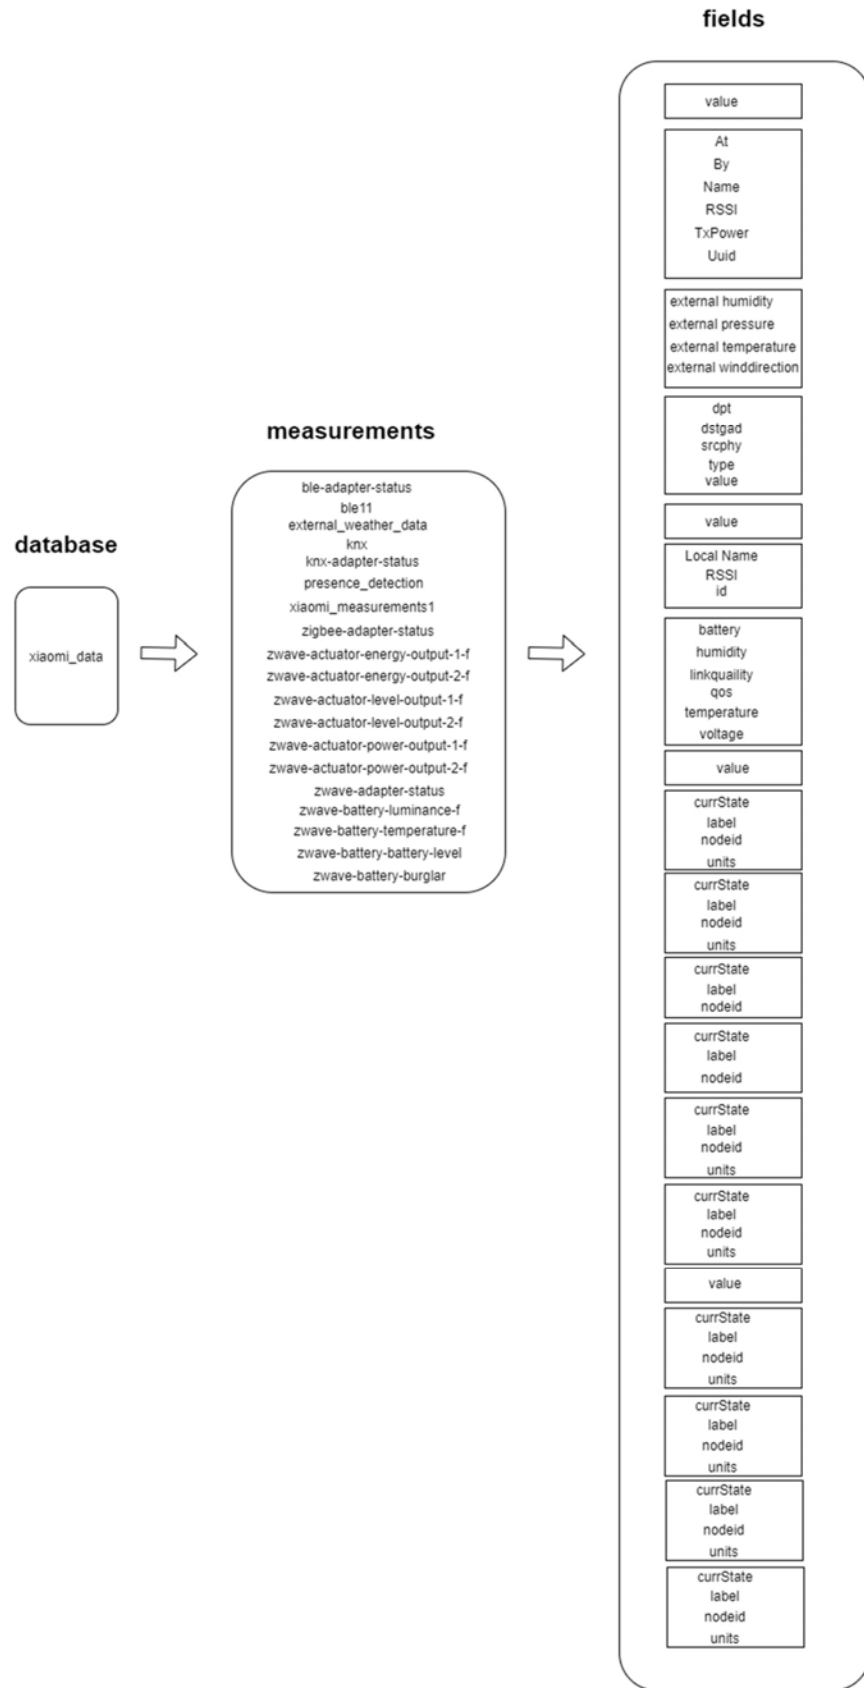 fields
value
At
By
Name
RSSI
TxPower
Uuid
external humidity
external pressure
external temperature
external winddirection
dpt
dstgad
srcphy
type
value
value
Local Name
RSSI
id
battery
humidity
linkquaility
qos
temperature
voltage
value
currState
label
nodeid
units
currState
label
nodeid
units
currState
label
nodeid
currState
label
nodeid
currState
label
nodeid
units
currState
label
nodeid
units
value
currState
label
nodeid
units
currState
label
nodeid
units
currState
label
nodeid
units
currState
label
nodeid
units
measurements
ble-adapter-status
ble11
external_weather_data
knx
knx-adapter-status
presence_detection
xiaomi_measurements1
zigbee-adapter-status
zwave-actuator-energy-output-1-f
zwave-actuator-energy-output-2-f
zwave-actuator-level-output-1-f
zwave-actuator-level-output-2-f
zwave-actuator-power-output-1-f
zwave-actuator-power-output-2-f
zwave-adapter-status
zwave-battery-luminance-f
zwave-battery-temperature-f
zwave-battery-battery-level
zwave-battery-burglar
database
xiaomi_data